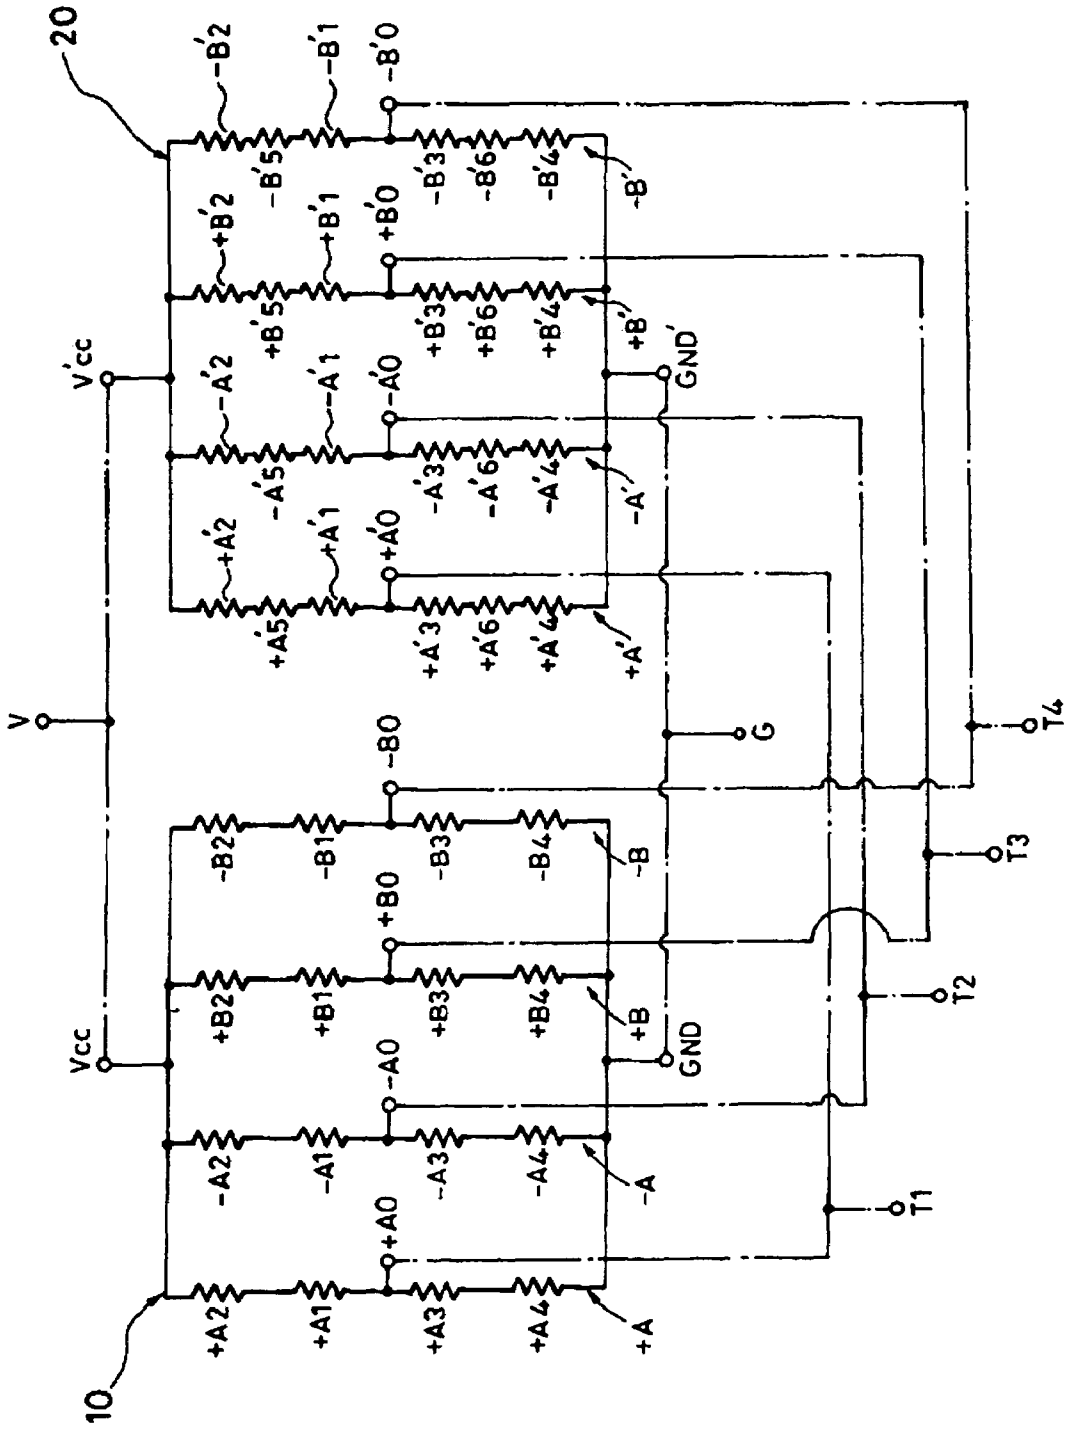 V
20
Vcc
V'cc
10
+A2 -A2 +B2 -B2 +A'2 -A'2 +B'2 -B'2
+A'5 -A'5 +B'5 -B'5
+A1 -A1 +B1 -B1 +A'1 -A'1 +B'1 -B'1
+A0 -A0 +B0 -B0 +A'0 -A'0 +B'0 -B'0
+A3 -A3 +B3 -B3 +A'3 -A'3 +B'3 -B'3
+A'6 -A'6 +B'6 -B'6
+A4 -A4 +B4 -B4 +A'4 -A'4 +B'4 -B'4
+A -A +B -B +A' -A' +B' -B'
GND
GND'
G
T1
T2
T3
T4